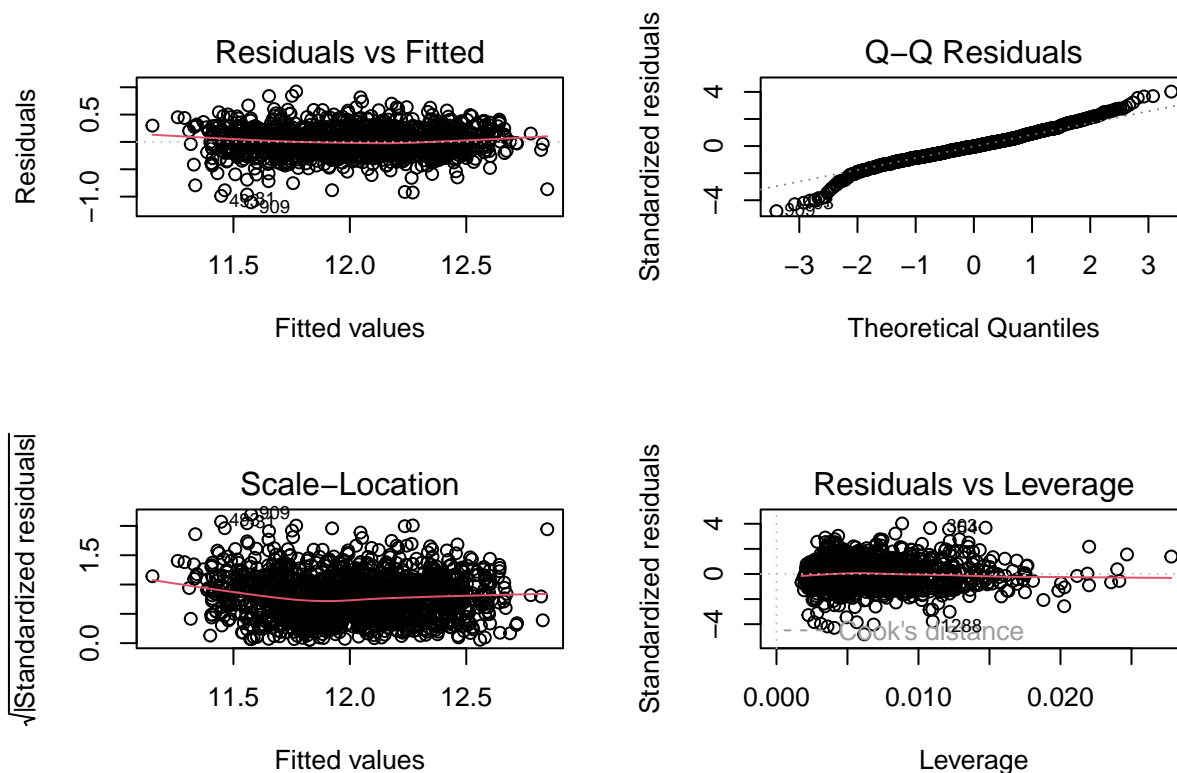 Residuals vs Fitted
Residuals
0.5
−1.0
909
11.5 12.0 12.5
Fitted values
Q−Q Residuals
Standardized residuals
4
0
−4
−3 −2 −1 0 1 2 3
Theoretical Quantiles
Scale−Location
√|Standardized residuals|
1.5
0.0
909
11.5 12.0 12.5
Fitted values
Residuals vs Leverage
Standardized residuals
4
0
−4
1288
Cook's distance
0.000 0.010 0.020
Leverage